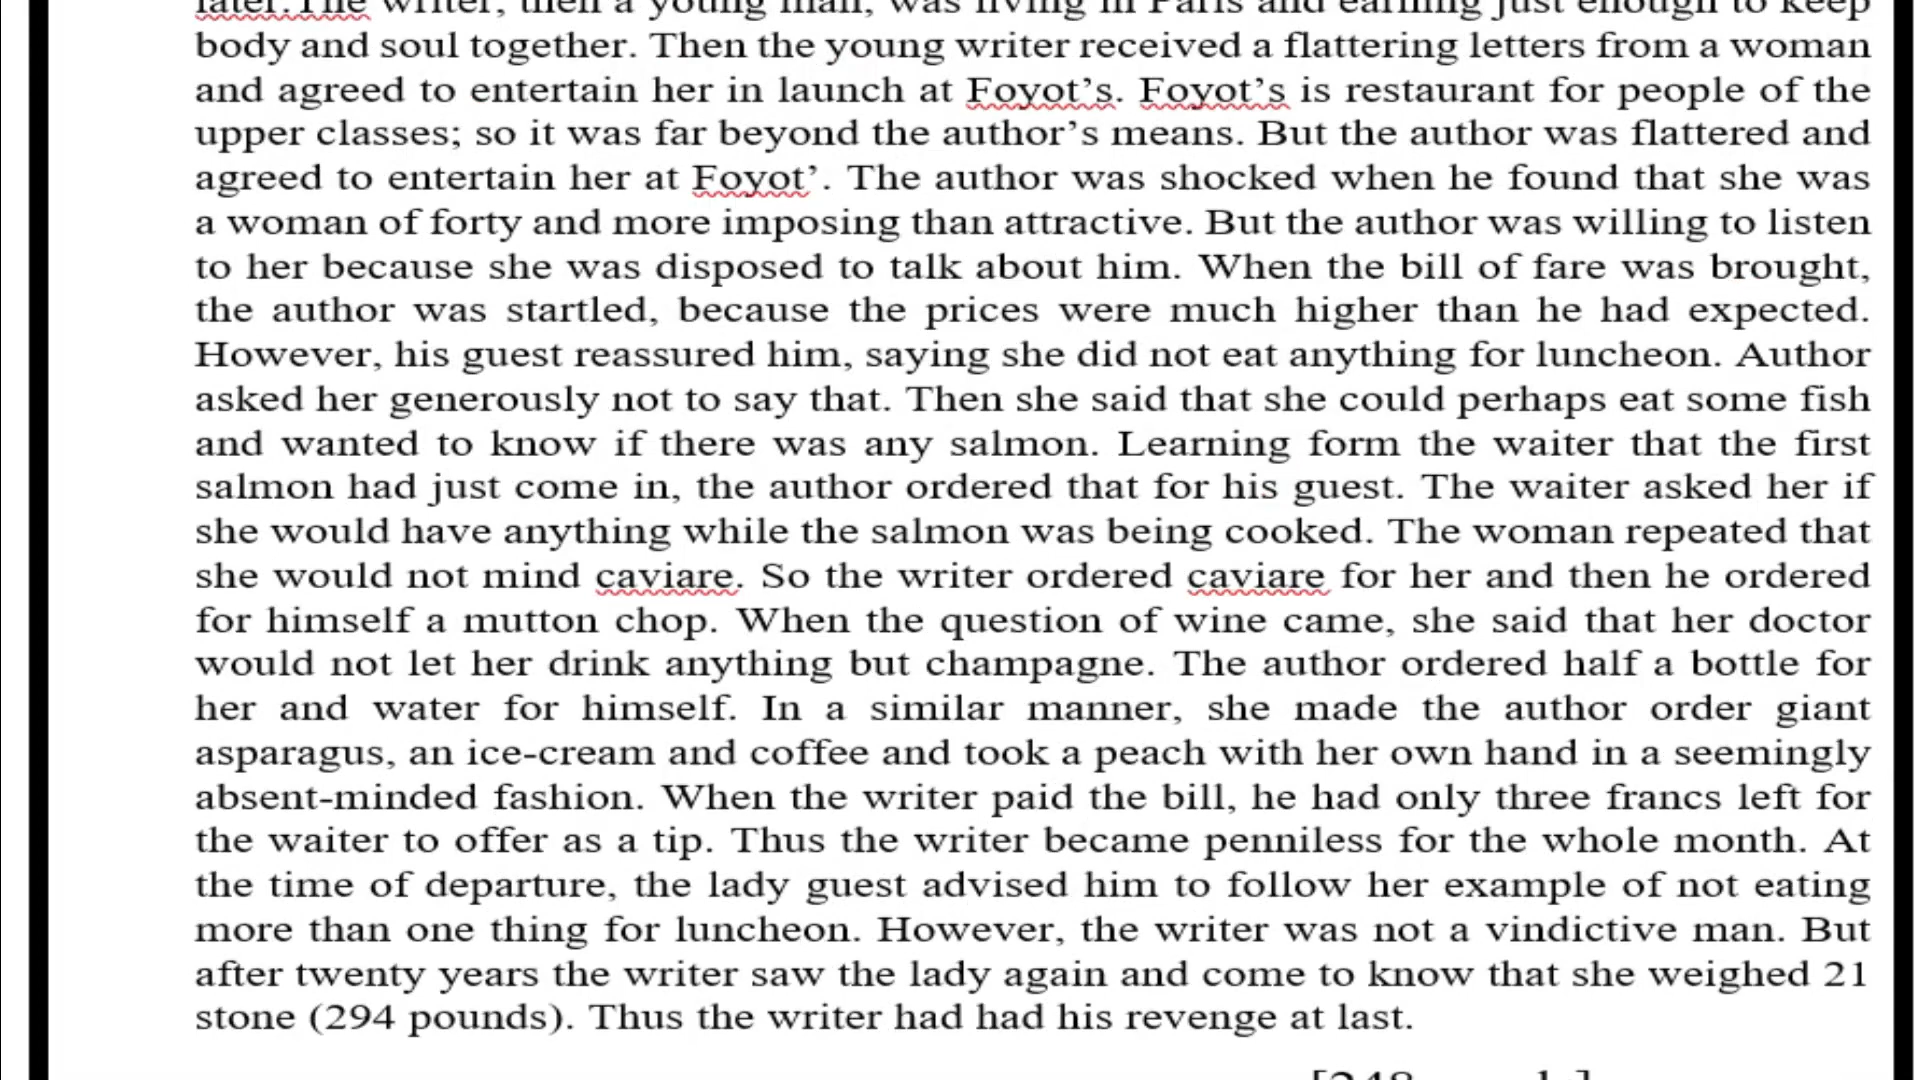 later.The writer, then a young man, was living in Paris and earning just enough to keep
body and soul together. Then the young writer received a flattering letters from a woman
and agreed to entertain her in launch at Foyot’s. Foyot’s is restaurant for people of the
upper classes; so it was far beyond the author’s means. But the author was flattered and
agreed to entertain her at Foyot’. The author was shocked when he found that she was
a woman of forty and more imposing than attractive. But the author was willing to listen
to her because she was disposed to talk about him. When the bill of fare was brought,
the author was startled, because the prices were much higher than he had expected.
However, his guest reassured him, saying she did not eat anything for luncheon. Author
asked her generously not to say that. Then she said that she could perhaps eat some fish
and wanted to know if there was any salmon. Learning form the waiter that the first
salmon had just come in, the author ordered that for his guest. The waiter asked her if
she would have anything while the salmon was being cooked. The woman repeated that
she would not mind caviare. So the writer ordered caviare for her and then he ordered
for himself a mutton chop. When the question of wine came, she said that her doctor
would not let her drink anything but champagne. The author ordered half a bottle for
her and water for himself. In a similar manner, she made the author order giant
asparagus, an ice-cream and coffee and took a peach with her own hand in a seemingly
absent-minded fashion. When the writer paid the bill, he had only three francs left for
the waiter to offer as a tip. Thus the writer became penniless for the whole month. At
the time of departure, the lady guest advised him to follow her example of not eating
more than one thing for luncheon. However, the writer was not a vindictive man. But
after twenty years the writer saw the lady again and come to know that she weighed 21
stone (294 pounds). Thus the writer had had his revenge at last.